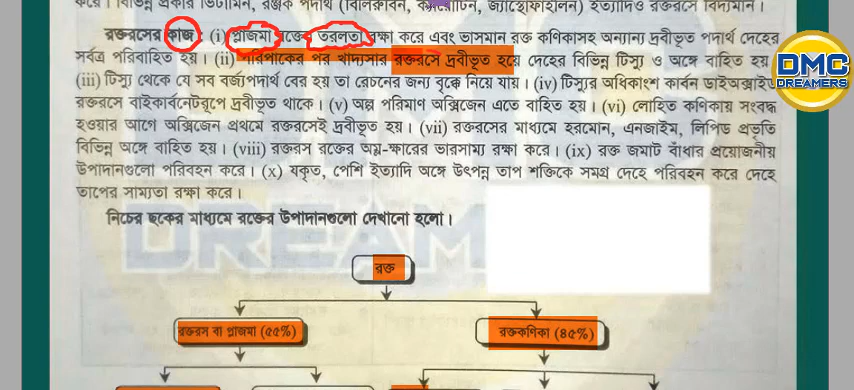 করে। বিভিন্ন প্রকার ভিটামিন, রঞ্জক পদার্থ (বিলিরুবিন, ক্যারোটিন, জ্যান্থোফাইলিন) ইত্যাদিও রক্তরসে বিদ্যমান।
রক্তরসের কাজ : (i) প্লাজমা রক্তের তরলতা রক্ষা করে এবং ভাসমান রক্ত কণিকাসহ অন্যান্য দ্রবীভূত পদার্থ দেহের
সর্বত্র পরিবাহিত হয়। (ii) পরিপাকের পর খাদ্যসার রক্তরসে দ্রবীভূত হয়ে দেহের বিভিন্ন টিস্যু ও অঙ্গে বাহিত হয়
(iii) টিস্যু থেকে যে সব বর্জ্যপদার্থ বের হয় তা রেচনের জন্য বৃক্কে নিয়ে যায়। (iv) টিস্যুর অধিকাংশ কার্বন ডাইঅক্সাইড
রক্তরসে বাইকার্বনেটরূপে দ্রবীভূত থাকে। (v) অল্প পরিমাণ অক্সিজেন এতে বাহিত হয়। (vi) লোহিত কণিকায় সংবদ্ধ
হওয়ার আগে অক্সিজেন প্রথমে রক্তরসেই দ্রবীভূত হয়। (vii) রক্তরসের মাধ্যমে হরমোন, এনজাইম, লিপিড প্রভৃতি
বিভিন্ন অঙ্গে বাহিত হয়। (viii) রক্তরস রক্তের অম্ল-ক্ষারের ভারসাম্য রক্ষা করে। (ix) রক্ত জমাট বাঁধার প্রয়োজনীয়
উপাদানগুলো পরিবহন করে। (x) যকৃত, পেশি ইত্যাদি অঙ্গে উৎপন্ন তাপ শক্তিকে সমগ্র দেহে পরিবহন করে দেহে
তাপের সাম্যতা রক্ষা করে।
নিচের ছকের মাধ্যমে রক্তের উপাদানগুলো দেখানো হলো।
রক্ত
রক্তরস বা প্লাজমা (৫৫%)
রক্তকণিকা (৪৫%)
DMC
DREAMERS
DMC
DREAMERS